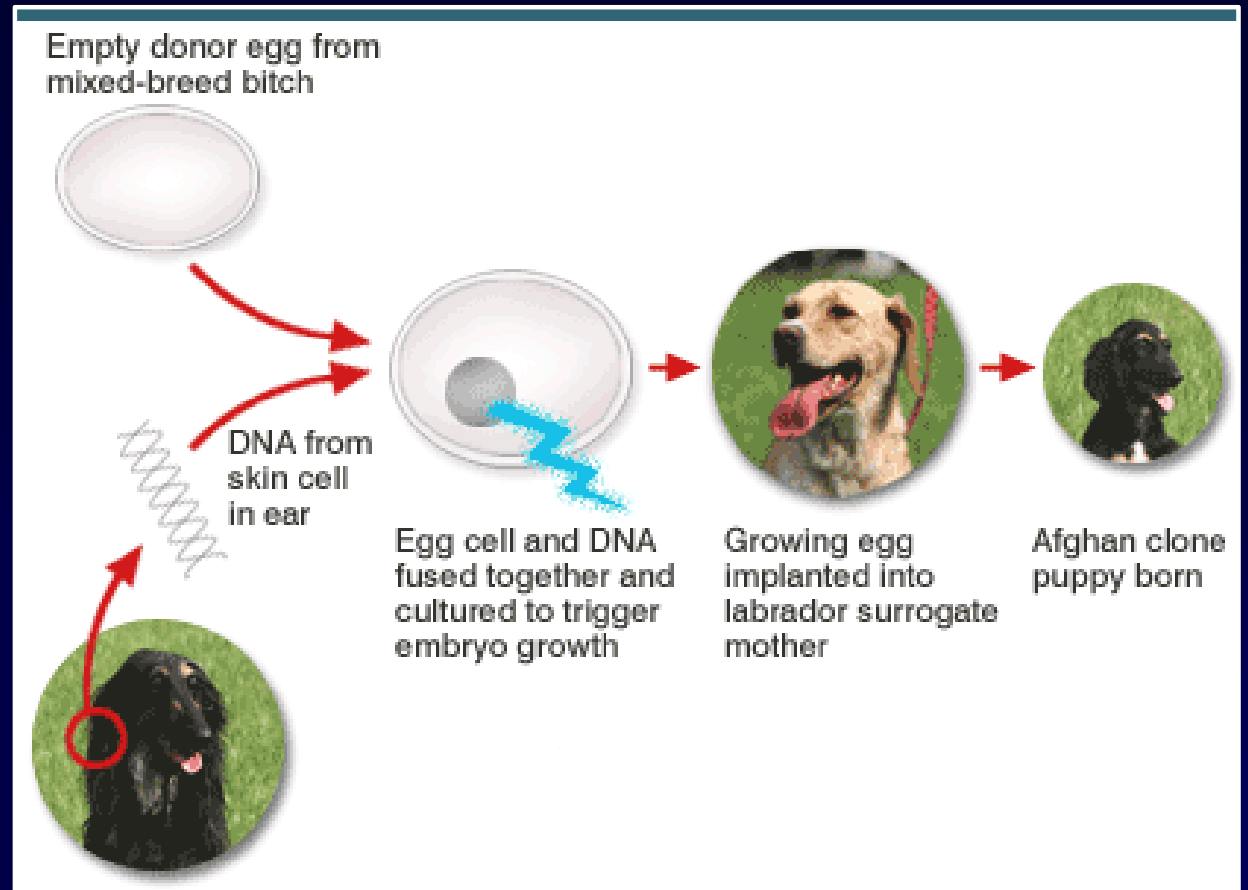 Empty donor egg from
mixed-breed bitch
DNA from
skin cell
in ear
Egg cell and DNA
fused together and
cultured to trigger
embryo growth
Growing egg
implanted into
labrador surrogate
mother
Afghan clone
puppy born